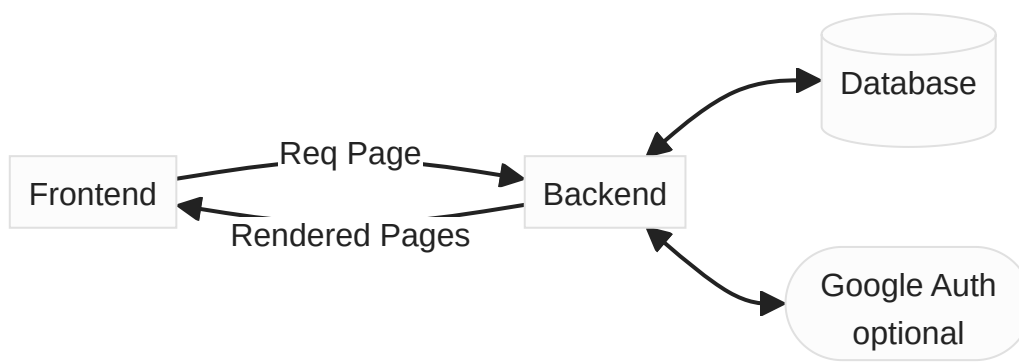 Database
Req Page
Frontend
Backend
Rendered Pages
Google Auth
optional